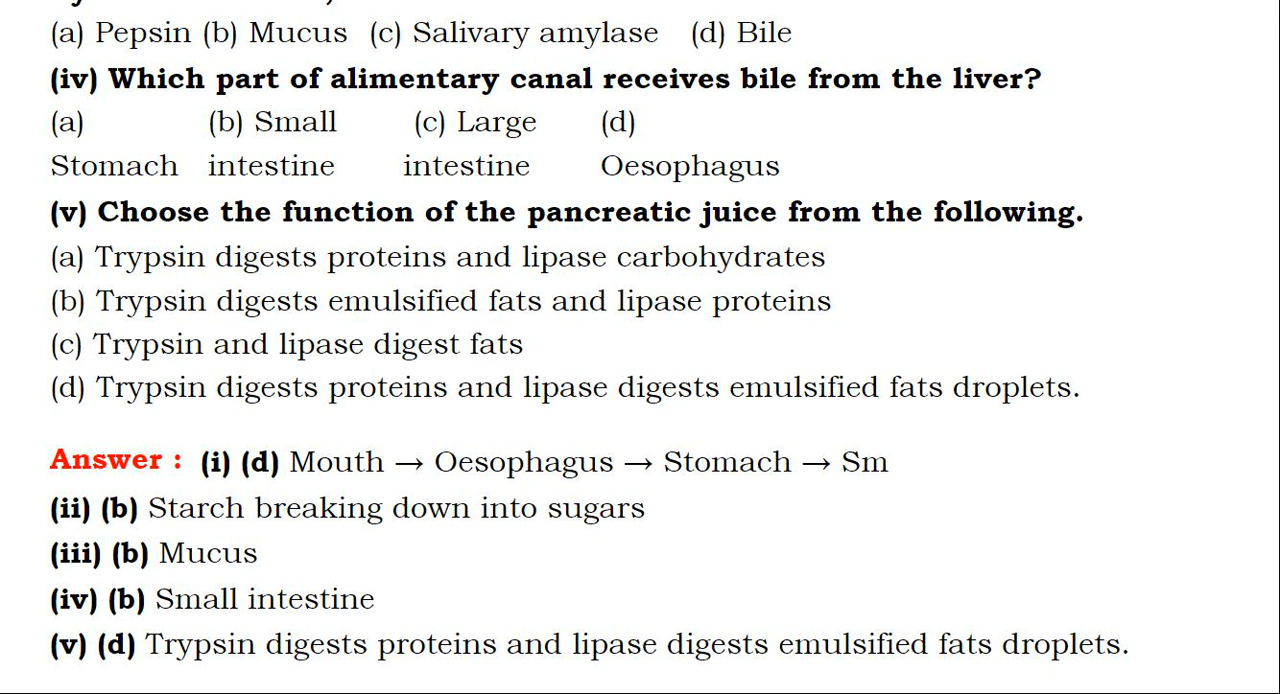 (a) Pepsin (b) Mucus (c) Salivary amylase (d) Bile
(iv) Which part of alimentary canal receives bile from the liver?
(a) (b) Small (c) Large (d)
Stomach intestine intestine Oesophagus
(v) Choose the function of the pancreatic juice from the following.
(a) Trypsin digests proteins and lipase carbohydrates
(b) Trypsin digests emulsified fats and lipase proteins
(c) Trypsin and lipase digest fats
(d) Trypsin digests proteins and lipase digests emulsified fats droplets.
Answer : (i) (d) Mouth → Oesophagus → Stomach → Sm
(ii) (b) Starch breaking down into sugars
(iii) (b) Mucus
(iv) (b) Small intestine
(v) (d) Trypsin digests proteins and lipase digests emulsified fats droplets.